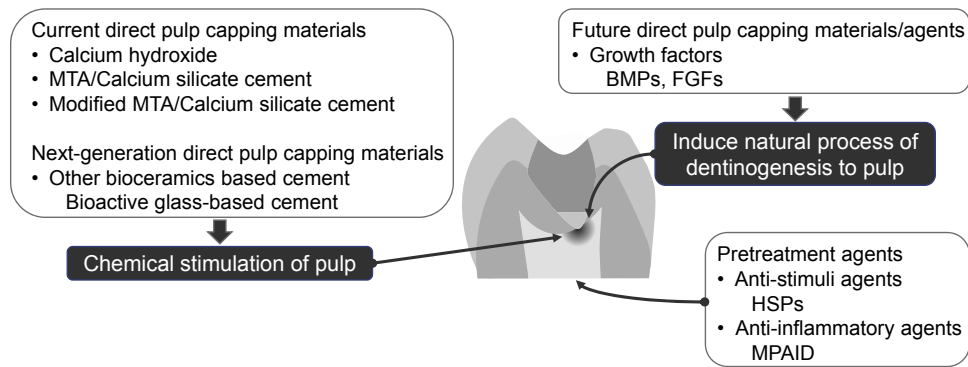 Current direct pulp capping materials
• Calcium hydroxide
• MTA/Calcium silicate cement
• Modified MTA/Calcium silicate cement
Next-generation direct pulp capping materials
• Other bioceramics based cement
Bioactive glass-based cement
Chemical stimulation of pulp
Future direct pulp capping materials/agents
• Growth factors
BMPs, FGFs
Induce natural process of
dentinogenesis to pulp
Pretreatment agents
• Anti-stimuli agents
HSPs
• Anti-inflammatory agents
MPAID